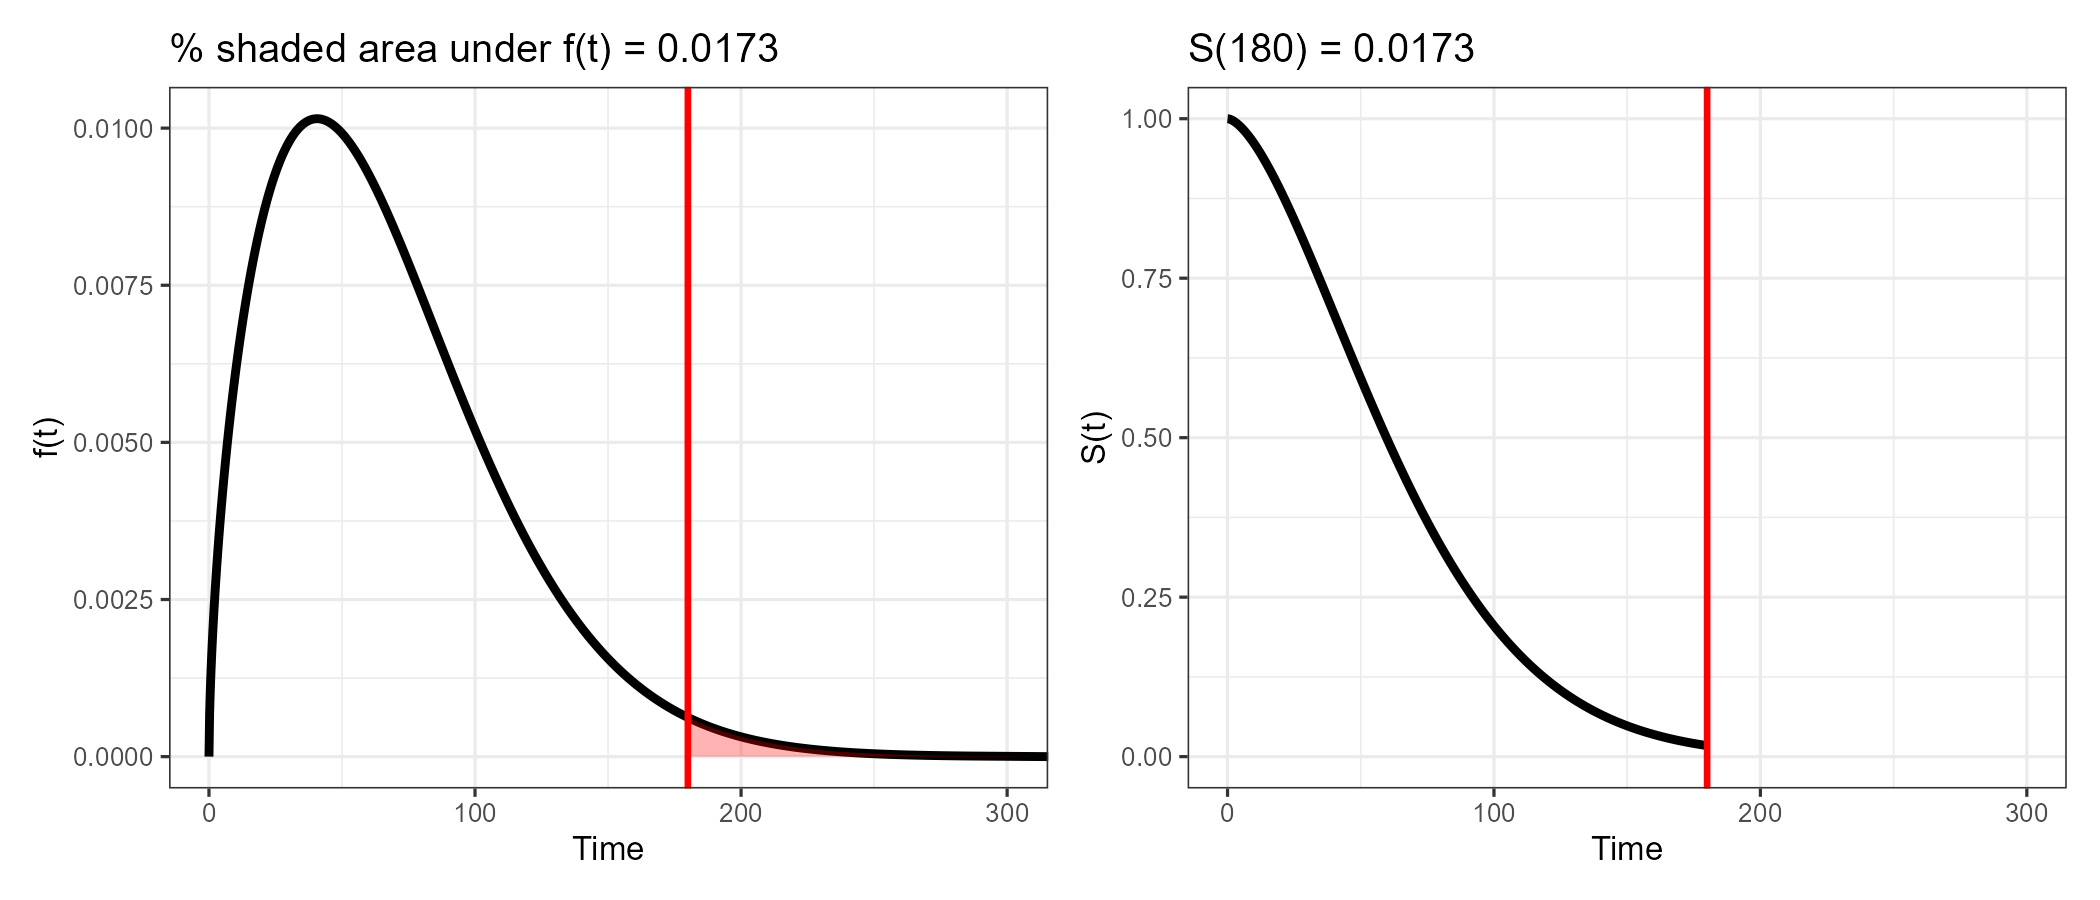 % shaded area under f(t) = 0.0173
0.0100
0.0075
0.0050
0.0025
0.0000
f(t)
0 100 200 300
Time
S(180) = 0.0173
1.00
0.75
0.50
0.25
0.00
S(t)
0 100 200 300
Time